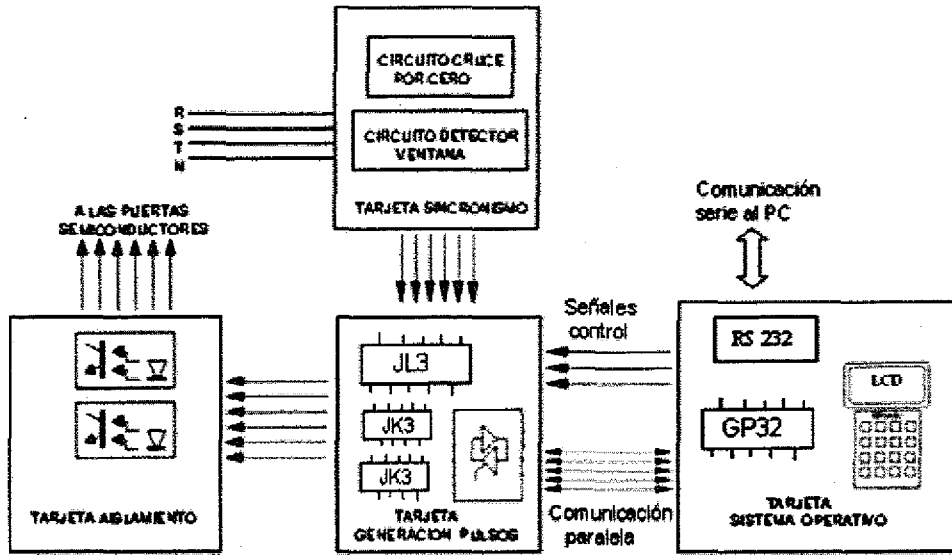 CIRCUITO CRUCE
POR CERO
CIRCUITO DETECTOR
VENTANA
TARJETA SINCRONISMO
R
S
T
N
A LAS PUERTAS
SEMICONDUCTORES
Comunicación
serie al PC
Señales
control
RS 232
LCD
GP32
JL3
JK3
JK3
TARJETA AISLAMIENTO
TARJETA
GENERACION PULSOS
Comunicación
paralela
TARJETA
SISTEMA OPERATIVO